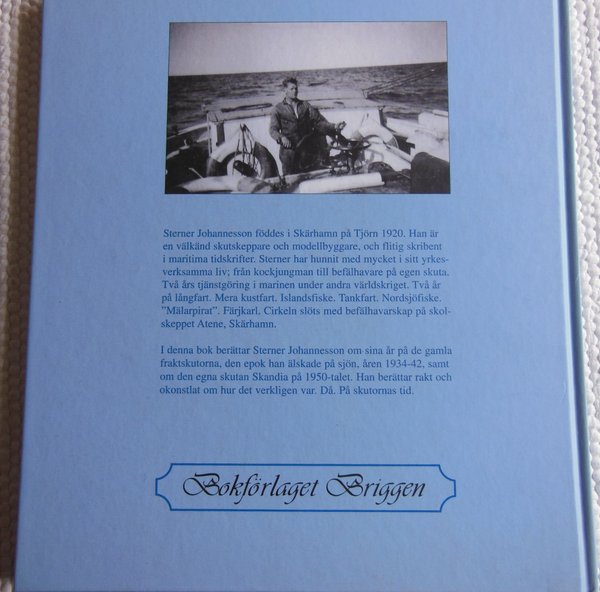 Sterner Johannesson föddes i Skärhamn på Tjörn 1920. Han är
en välkänd skutskeppare och modellbyggare, och flitig skribent
i maritima tidskrifter. Sterner har hunnit med mycket i sitt yrkes-
verksamma liv; från kockjungman till befälhavare på egen skuta.
Två års tjänstgöring i marinen under andra världskriget. Två år
på långfart. Mera kustfart. Islandsfiske. Tankfart. Nordsjöfiske.
"Mälarpirat". Färjkarl. Cirkeln slöts med befälhavarskap på skol-
skeppet Atene, Skärhamn.
I denna bok berättar Sterner Johannesson om sina år på de gamla
fraktskutorna, den epok han älskade på sjön, åren 1934-42, samt
om den egna skutan Skandia på 1950-talet. Han berättar rakt och
okonstlat om hur det verkligen var. Då. På skutornas tid.
Bokförlaget Briggen